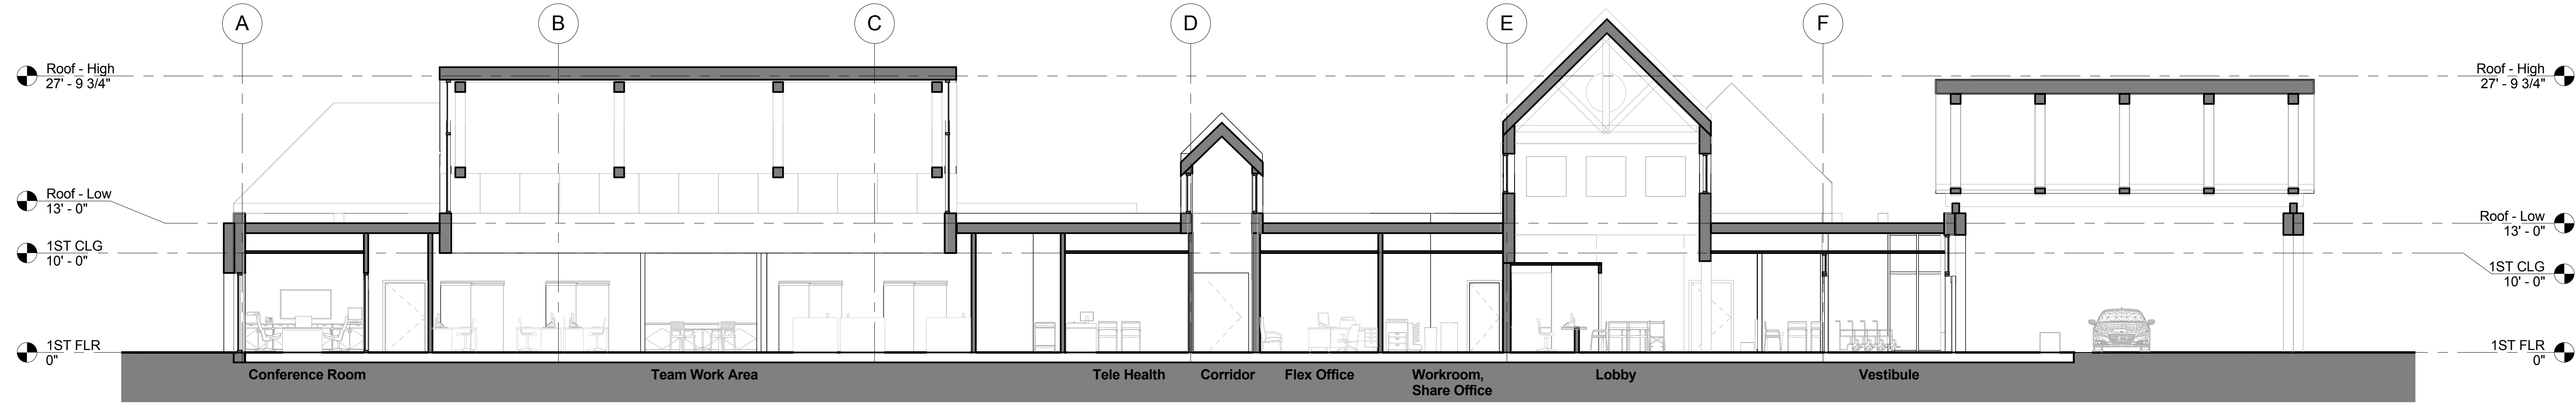 A
B
C
D
E
F
Roof - High
27' - 9 3/4"
Roof - High
27' - 9 3/4"
Roof - Low
13' - 0"
Roof - Low
13' - 0"
1ST CLG
10' - 0"
1ST CLG
10' - 0"
1ST FLR
0"
1ST FLR
0"
Conference Room
Team Work Area
Tele Health
Corridor
Flex Office
Workroom,
Share Office
Lobby
Vestibule